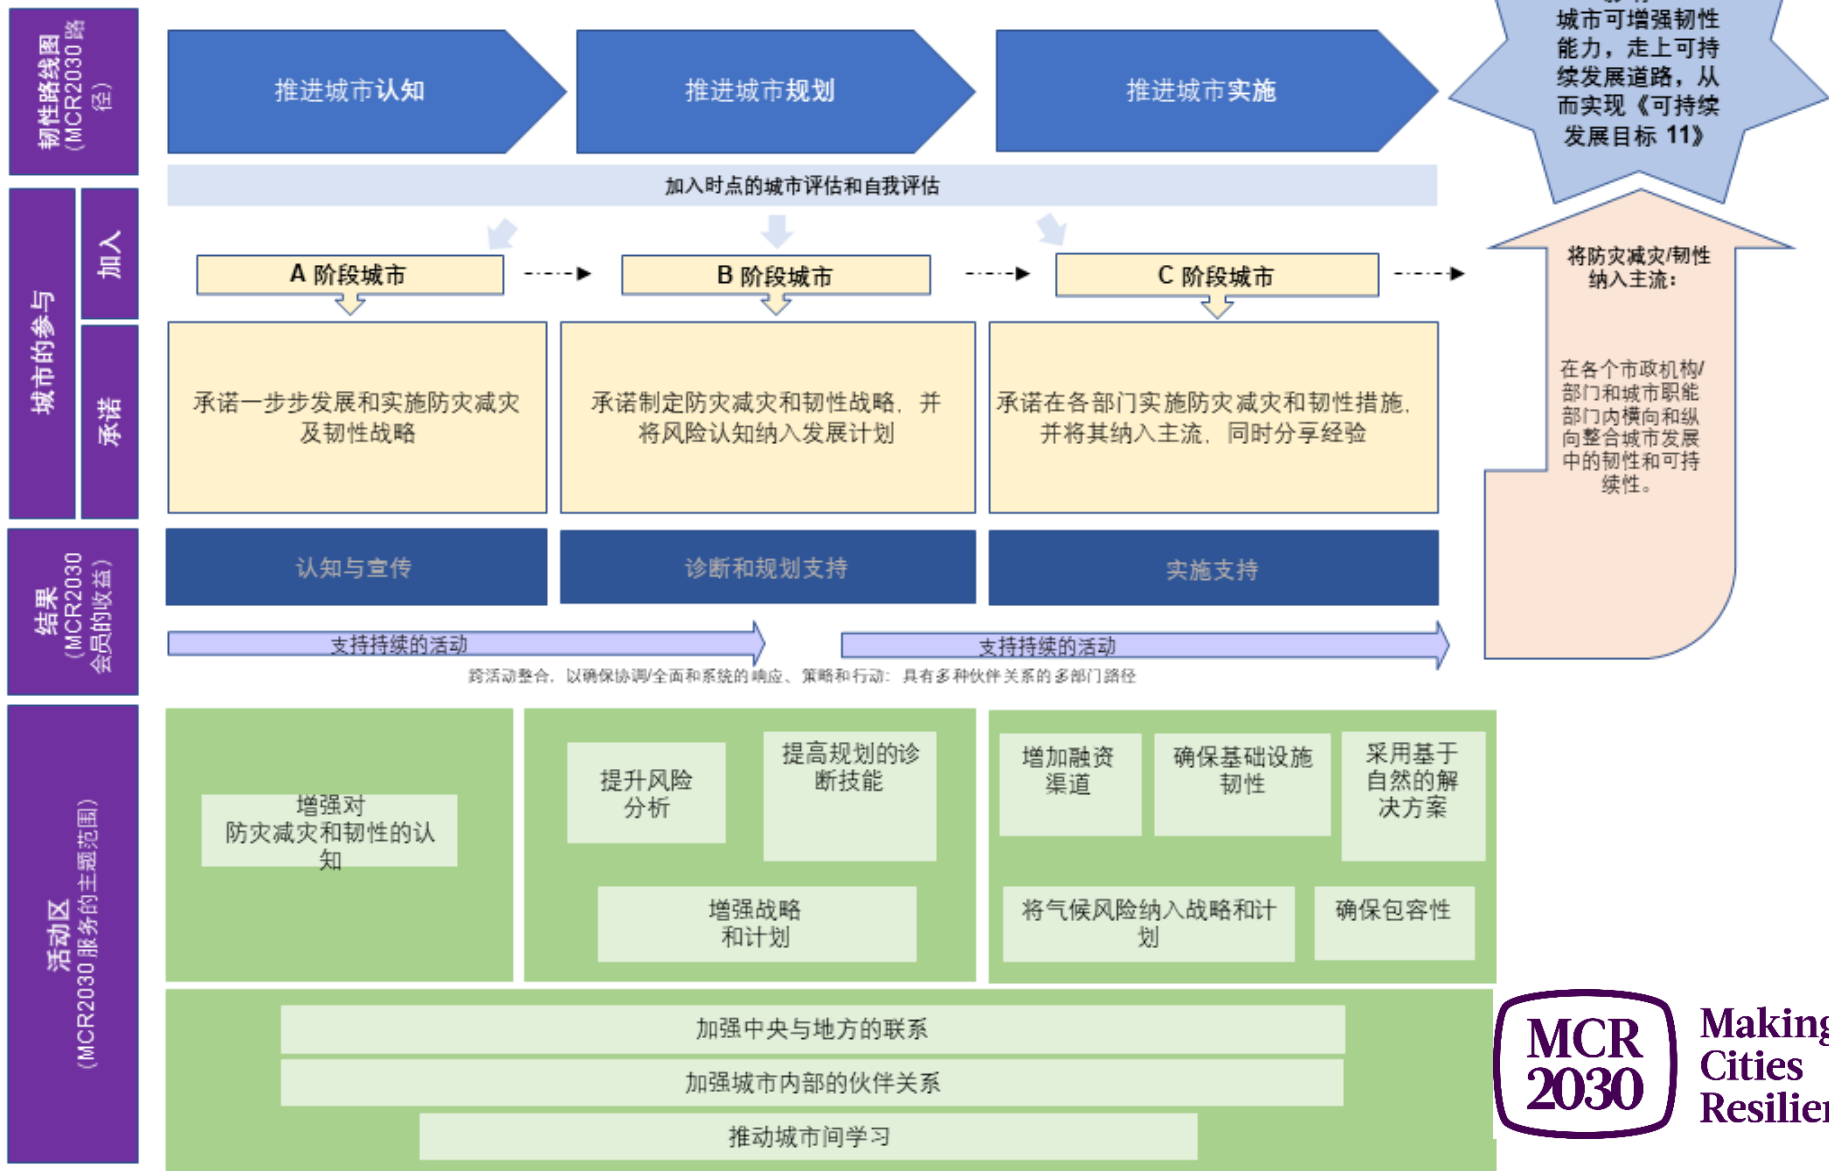 韧性路线图
(MCR2030 路
径)
推进城市认知
推进城市规划
推进城市实施
城市可增强韧性
能力，走上可持
续发展道路，从
而实现《可持续
发展目标 11》
加入时点的城市评估和自我评估
城市的参与
加入
A 阶段城市
B 阶段城市
C 阶段城市
承诺
承诺一步步发展和实施防灾减灾
及韧性战略
承诺制定防灾减灾和韧性战略，并
将风险认知纳入发展计划
承诺在各部门实施防灾减灾和韧性措施，
并将其纳入主流，同时分享经验
将防灾减灾/韧性
纳入主流：
在各个市政机构/
部门和城市职能
部门内横向和纵
向整合城市发展
中的韧性和可持
续性。
结果
(MCR2030
会员的收益)
认知与宣传
诊断和规划支持
实施支持
支持持续的活动
支持持续的活动
跨活动整合，以确保协调/全面和系统的响应、策略和行动：具有多种伙伴关系的多部门路径
活动区
(MCR2030 服务的主题范围)
增强对
防灾减灾和韧性的认
知
提升风险
分析
提高规划的诊
断技能
增强战略
和计划
增加融资
渠道
确保基础设施
韧性
采用基于
自然的解
决方案
将气候风险纳入战略和计
划
确保包容性
加强中央与地方的联系
加强城市内部的伙伴关系
推动城市间学习
MCR
2030
Making
Cities
Resilien